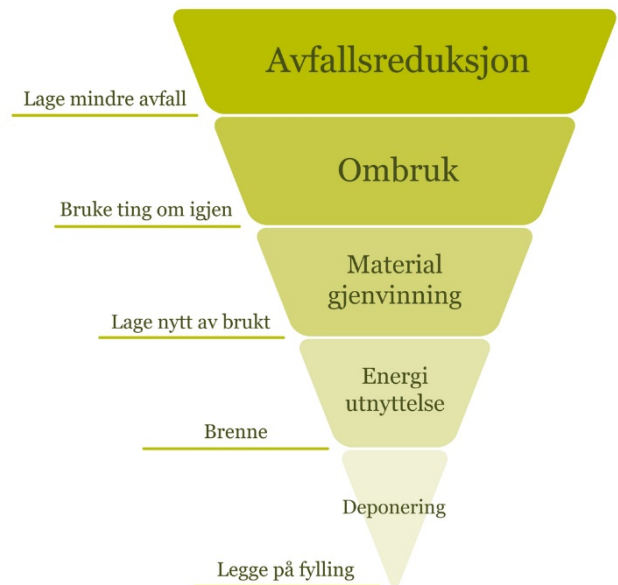 Avfallsreduksjon
Lage mindre avfall
Ombruk
Bruke ting om igjen
Material
gjenvinning
Lage nytt av brukt
Energi
utnyttelse
Brenne
Deponering
Legge på fylling